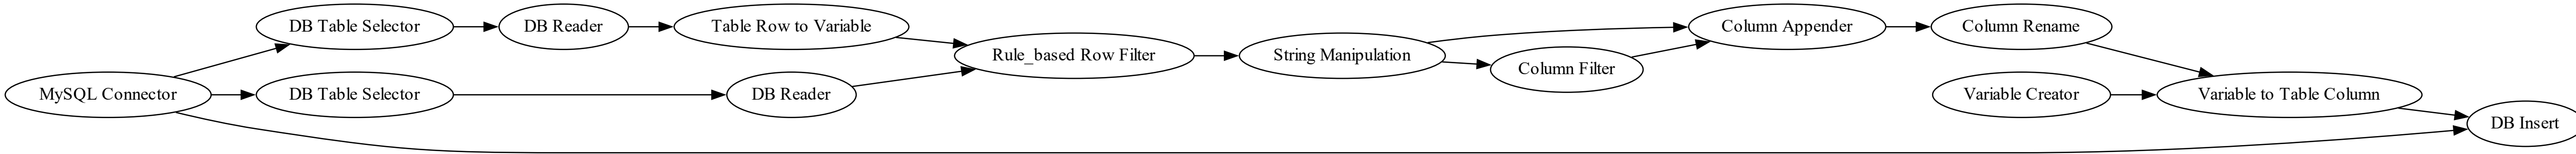 DB Table Selector
DB Reader
Table Row to Variable
Column Appender
Column Rename
Rule_based Row Filter
String Manipulation
Column Filter
MySQL Connector
DB Table Selector
DB Reader
Variable Creator
Variable to Table Column
DB Insert